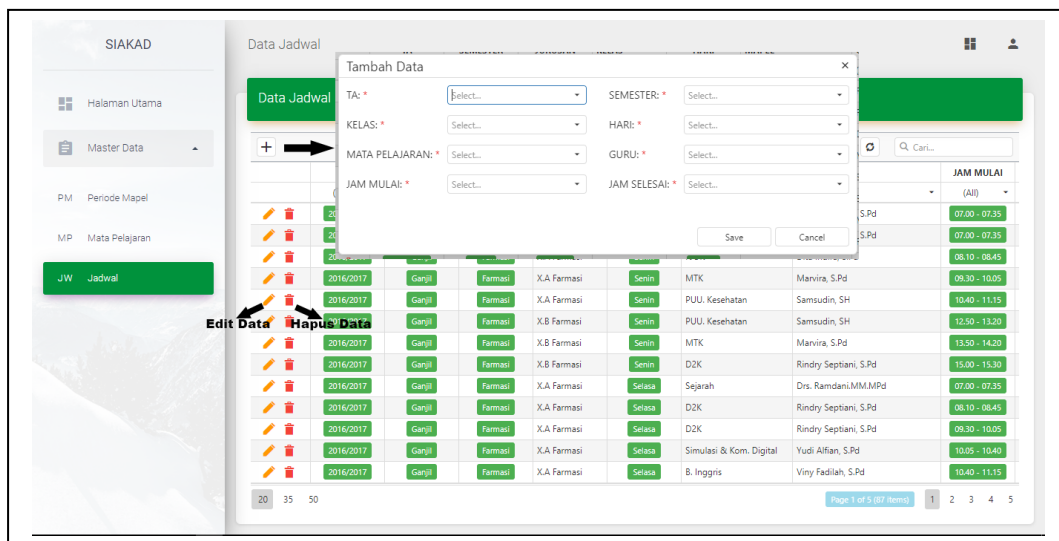 SIAKAD
Data Jadwal
Tambah Data ×
Halaman Utama
Master Data
PM Periode Mapel
MP Mata Pelajaran
JW Jadwal
Data Jadwal
TA: * Select... SEMESTER: * Select...
KELAS: * Select... HARI: * Select...
MATA PELAJARAN: * Select... GURU: * Select...
JAM MULAI: * Select... JAM SELESAI: * Select...
Save Cancel
+ Cari...
JAM MULAI
(All)
S.Pd 07.00 - 07.35
S.Pd 07.00 - 07.35
08.10 - 08.45
2016/2017 Ganjil Farmasi X.A Farmasi Senin MTK Marvira, S.Pd 09.30 - 10.05
2016/2017 Ganjil Farmasi X.A Farmasi Senin PUU. Kesehatan Samsudin, SH 10.40 - 11.15
Edit Data Hapus Data
Ganjil Farmasi X.B Farmasi Senin PUU. Kesehatan Samsudin, SH 12.50 - 13.20
2016/2017 Ganjil Farmasi X.B Farmasi Senin MTK Marvira, S.Pd 13.50 - 14.20
2016/2017 Ganjil Farmasi X.B Farmasi Senin D2K Rindry Septiani, S.Pd 15.00 - 15.30
2016/2017 Ganjil Farmasi X.A Farmasi Selasa Sejarah Drs. Ramdani.MM.MPd 07.00 - 07.35
2016/2017 Ganjil Farmasi X.A Farmasi Selasa D2K Rindry Septiani, S.Pd 08.10 - 08.45
2016/2017 Ganjil Farmasi X.A Farmasi Selasa D2K Rindry Septiani, S.Pd 09.30 - 10.05
2016/2017 Ganjil Farmasi X.A Farmasi Selasa Simulasi & Kom. Digital Yudi Alfian, S.Pd 10.05 - 10.40
2016/2017 Ganjil Farmasi X.A Farmasi Selasa B. Inggris Viny Fadilah, S.Pd 10.40 - 11.15
20 35 50 Page 1 of 5 (87 items) 1 2 3 4 5